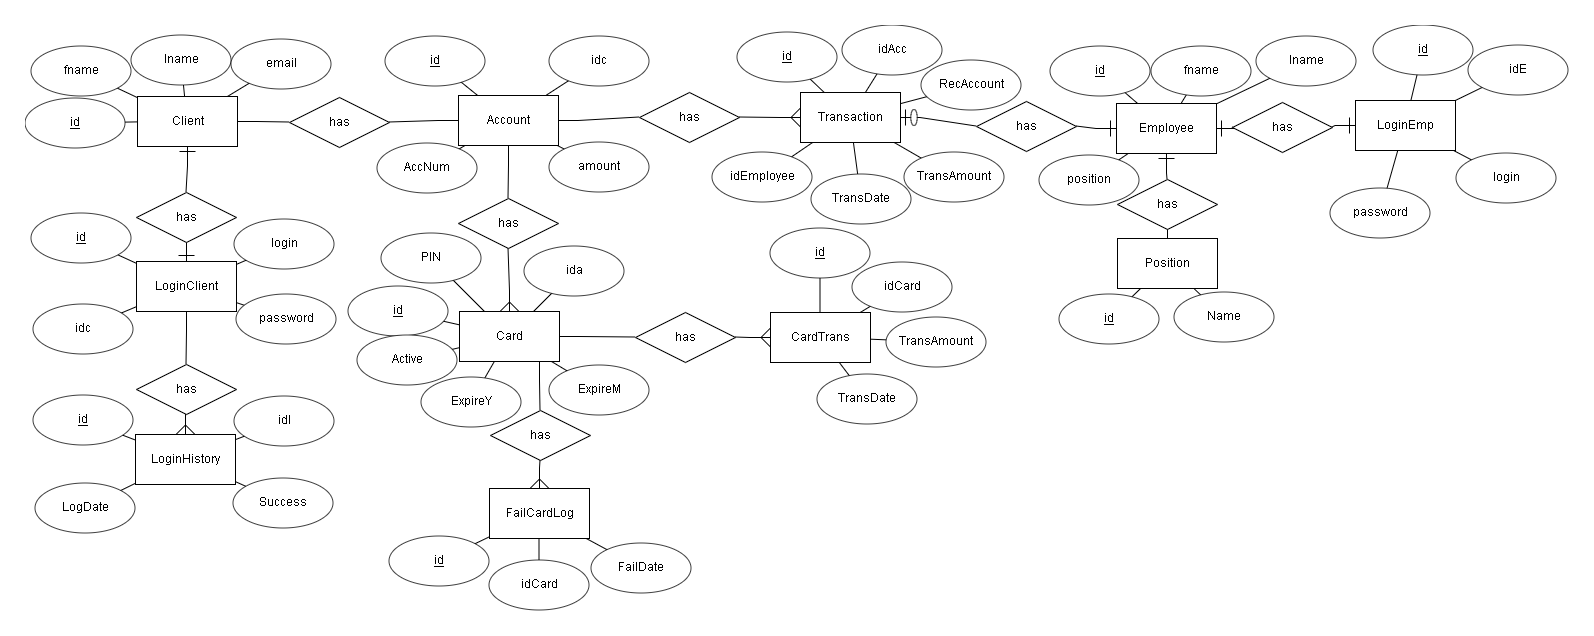 fname
lname
email
id
Client
has
id
idc
Account
AccNum
amount
has
id
idAcc
RecAccount
Transaction
idEmployee
TransDate
TransAmount
has
id
fname
lname
Employee
position
has
id
idE
LoginEmp
password
login
has
id
login
LoginClient
idc
password
has
PIN
ida
id
Card
Active
ExpireY
ExpireM
has
id
idCard
CardTrans
TransAmount
TransDate
has
Position
id
Name
has
id
idl
LoginHistory
LogDate
Success
has
FailCardLog
id
idCard
FailDate